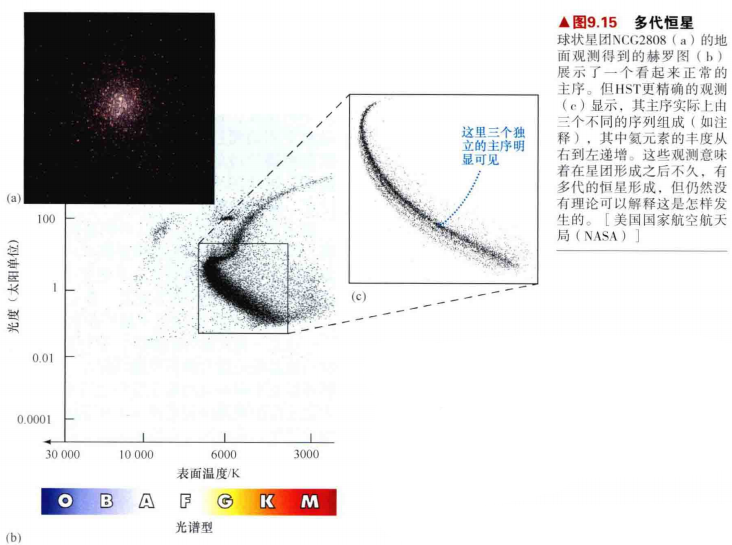 ▲图9.15 多代恒星
球状星团NCG2808（a）的地
面观测得到的赫罗图（b）
展示了一个看起来正常的
主序。但HST更精确的观测
（c）显示，其主序实际上由
三个不同的序列组成（如注
释），其中氦元素的丰度从
右到左递增。这些观测意味
着在星团形成之后不久，有
多代的恒星形成，但仍然没
有理论可以解释这是怎样发
生的。［美国国家航空航天
局（NASA）］
(a)
这里三个独
立的主序明
显可见
(c)
100
1
0.01
0.0001
光度（太阳单位）
30 000 10 000 6000 3000
表面温度/K
O B A F G K M
光谱型
(b)